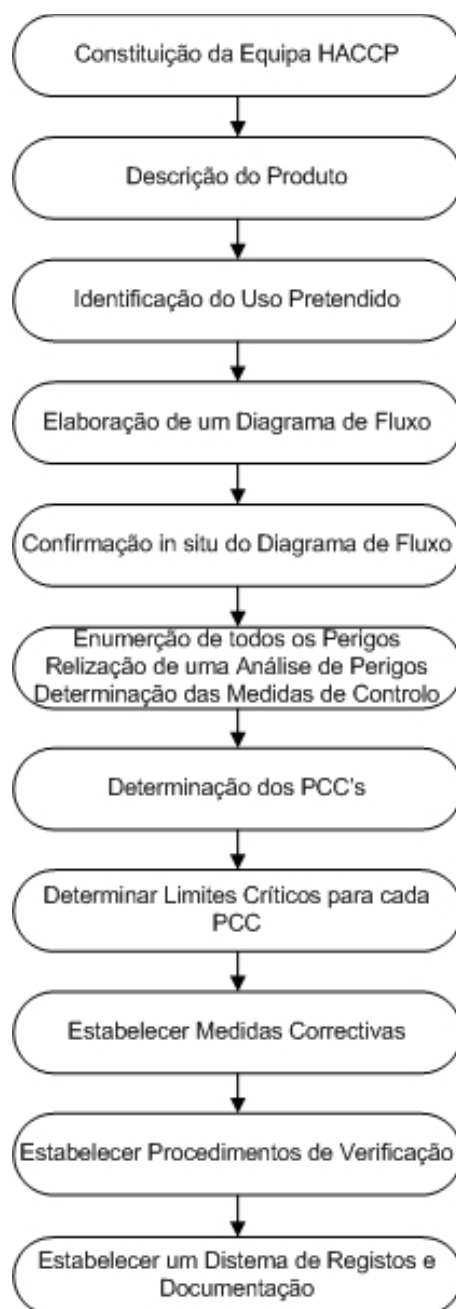 Constituição da Equipa HACCP
Descrição do Produto
Identificação do Uso Pretendido
Elaboração de um Diagrama de Fluxo
Confirmação in situ do Diagrama de Fluxo
Enumerção de todos os Perigos
Relização de uma Análise de Perigos
Determinação das Medidas de Controlo
Determinação dos PCC's
Determinar Limites Críticos para cada
PCC
Estabelecer Medidas Correctivas
Estabelecer Procedimentos de Verificação
Estabelecer um Distema de Registos e
Documentação